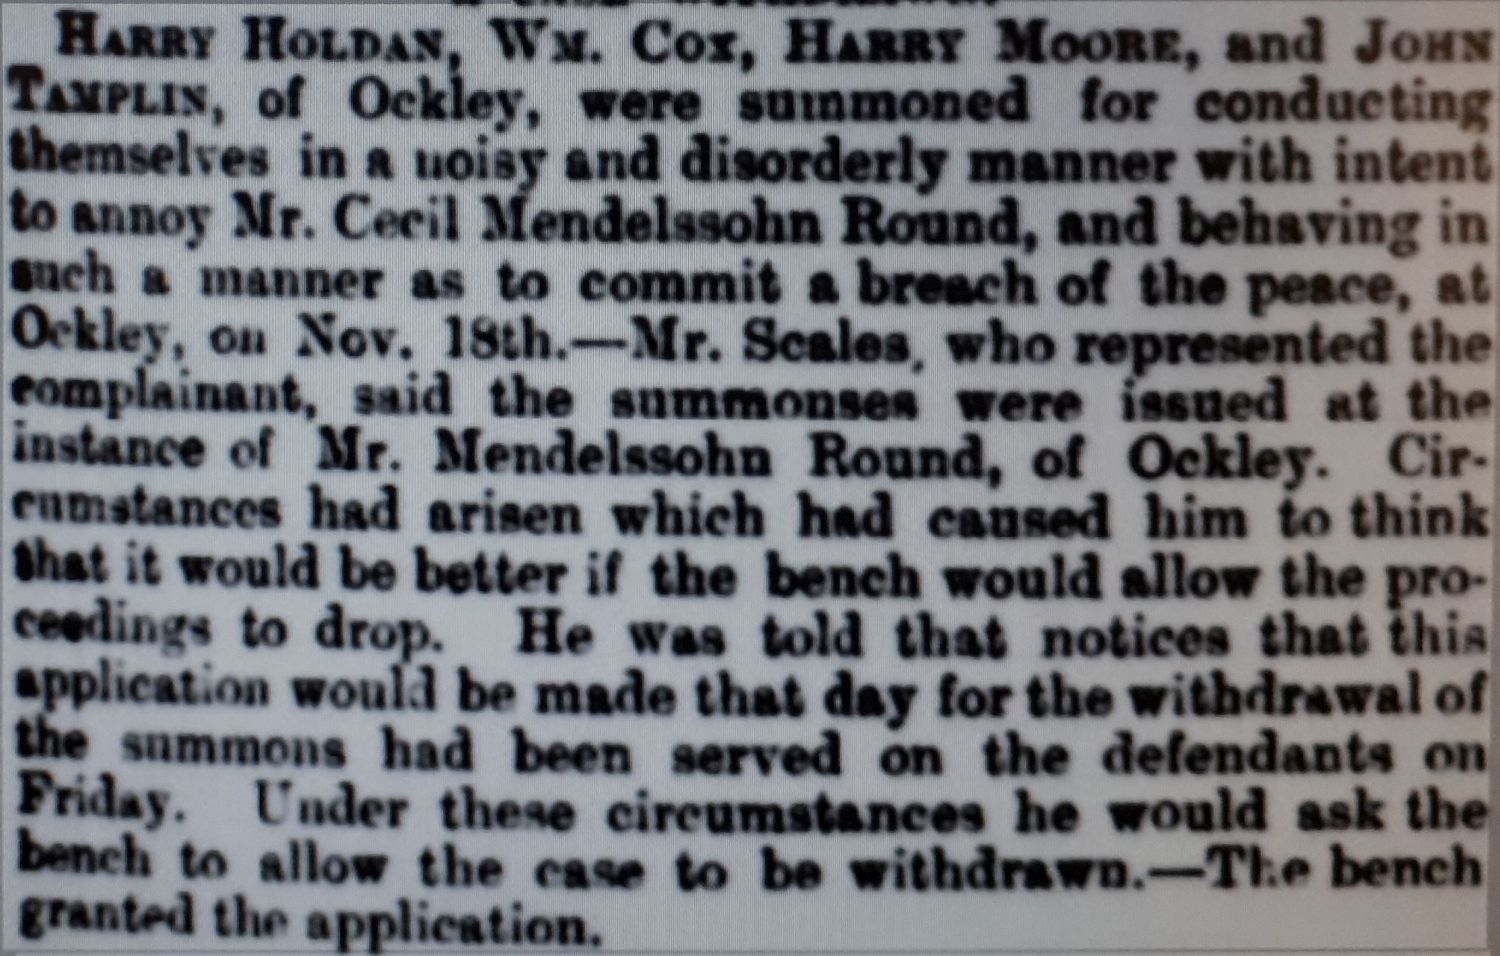 HARRY HOLDAN, WM. COX, HARRY MOORE, and JOHN
TAMPLIN, of Ockley, were summoned for conducting
themselves in a noisy and disorderly manner with intent
to annoy Mr. Cecil Mendelssohn Round, and behaving in
such a manner as to commit a breach of the peace, at
Ockley, on Nov. 18th.—Mr. Scales, who represented the
complainant, said the summonses were issued at the
instance of Mr. Mendelssohn Round, of Ockley. Cir-
cumstances had arisen which had caused him to think
that it would be better if the bench would allow the pro-
ceedings to drop. He was told that notices that this
application would be made that day for the withdrawal of
the summons had been served on the defendants on
Friday. Under these circumstances he would ask the
bench to allow the case to be withdrawn.—The bench
granted the application.